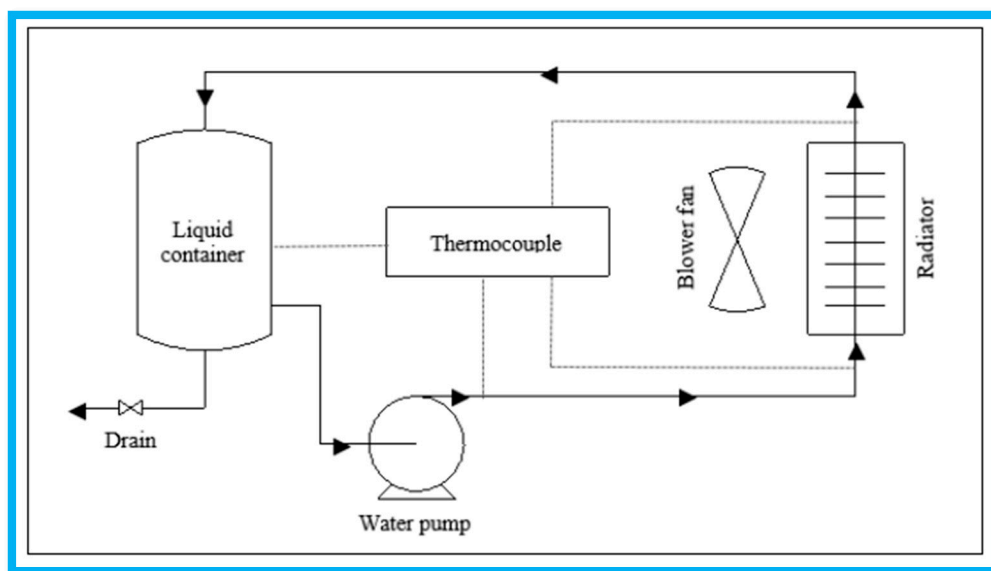 Liquid
container
Thermocouple
Blower fan
Radiator
Drain
Water pump